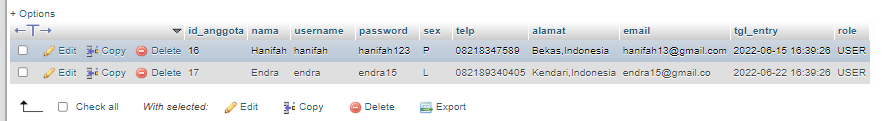 + Options
id_anggota nama username password sex telp alamat email tgl_entry role
Edit Copy Delete 16 Hanifah hanifah hanifah123 P 08218347589 Bekas,Indonesia hanifah13@gmail.com 2022-06-15 16:39:26 USER
Edit Copy Delete 17 Endra endra endra15 L 082189340405 Kendari,Indonesia endra15@gmail.co 2022-06-22 16:39:26 USER
Check all With selected: Edit Copy Delete Export